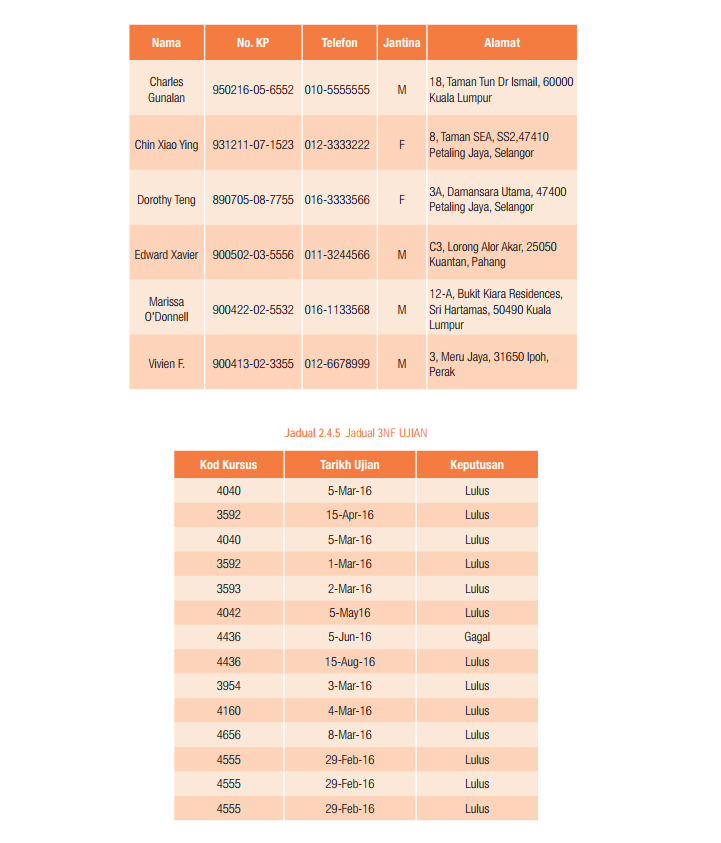 Nama No. KP Telefon Jantina Alamat
Charles
Gunalan
950216-05-6552 010-5555555 M
18, Taman Tun Dr Ismail, 60000
Kuala Lumpur
Chin Xiao Ying 931211-07-1523 012-3333222 F
8, Taman SEA, SS2,47410
Petaling Jaya, Selangor
Dorothy Teng 890705-08-7755 016-3333566 F
3A, Damansara Utama, 47400
Petaling Jaya, Selangor
Edward Xavier 900502-03-5556 011-3244566 M
C3, Lorong Alor Akar, 25050
Kuantan, Pahang
Marissa
O'Donnell
900422-02-5532 016-1133568 M
12-A, Bukit Kiara Residences,
Sri Hartamas, 50490 Kuala
Lumpur
Vivien F. 900413-02-3355 012-6678999 M
3, Meru Jaya, 31650 Ipoh,
Perak
Jadual 2.4.5 Jadual 3NF UJIAN
Kod Kursus Tarikh Ujian Keputusan
4040 5-Mar-16 Lulus
3592 15-Apr-16 Lulus
4040 5-Mar-16 Lulus
3592 1-Mar-16 Lulus
3593 2-Mar-16 Lulus
4042 5-May16 Lulus
4436 5-Jun-16 Gagal
4436 15-Aug-16 Lulus
3954 3-Mar-16 Lulus
4160 4-Mar-16 Lulus
4656 8-Mar-16 Lulus
4555 29-Feb-16 Lulus
4555 29-Feb-16 Lulus
4555 29-Feb-16 Lulus